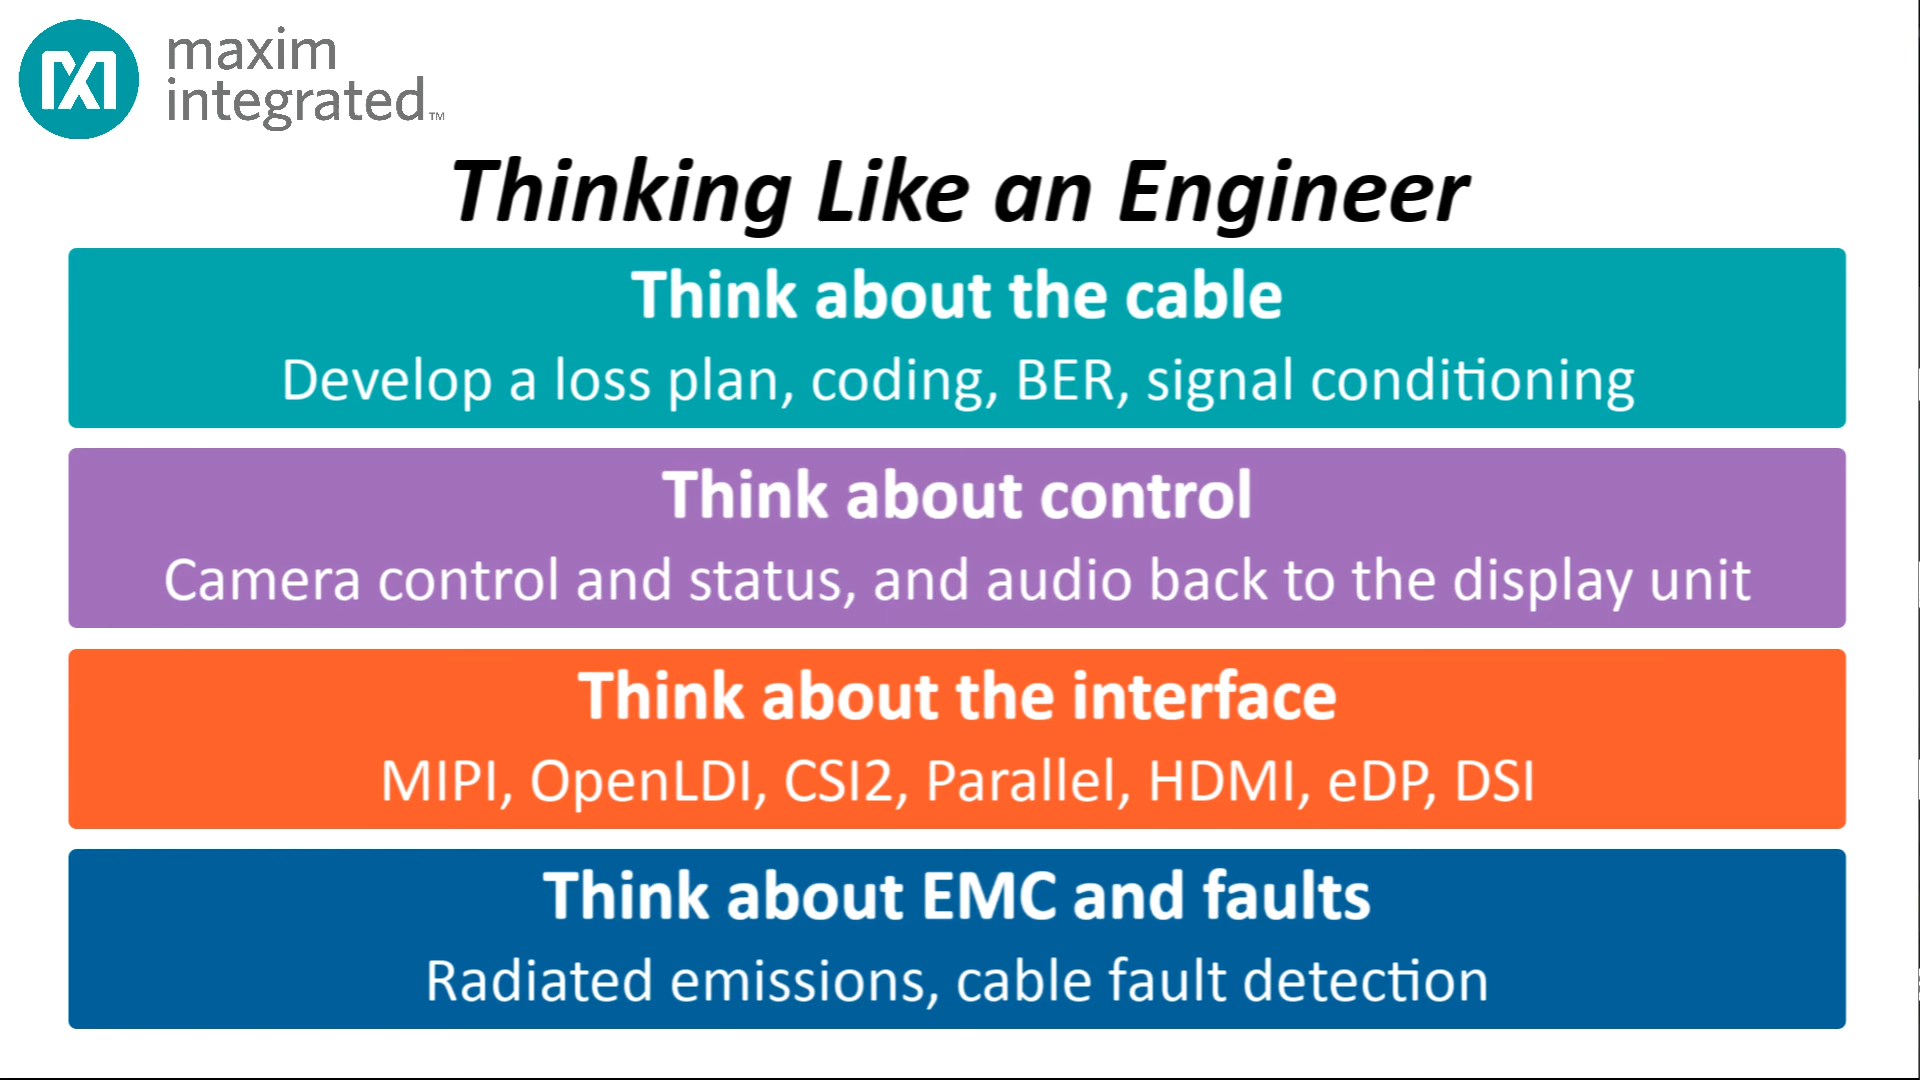 maxim
integrated™
Thinking Like an Engineer
Think about the cable
Develop a loss plan, coding, BER, signal conditioning
Think about control
Camera control and status, and audio back to the display unit
Think about the interface
MIPI, OpenLDI, CSI2, Parallel, HDMI, eDP, DSI
Think about EMC and faults
Radiated emissions, cable fault detection